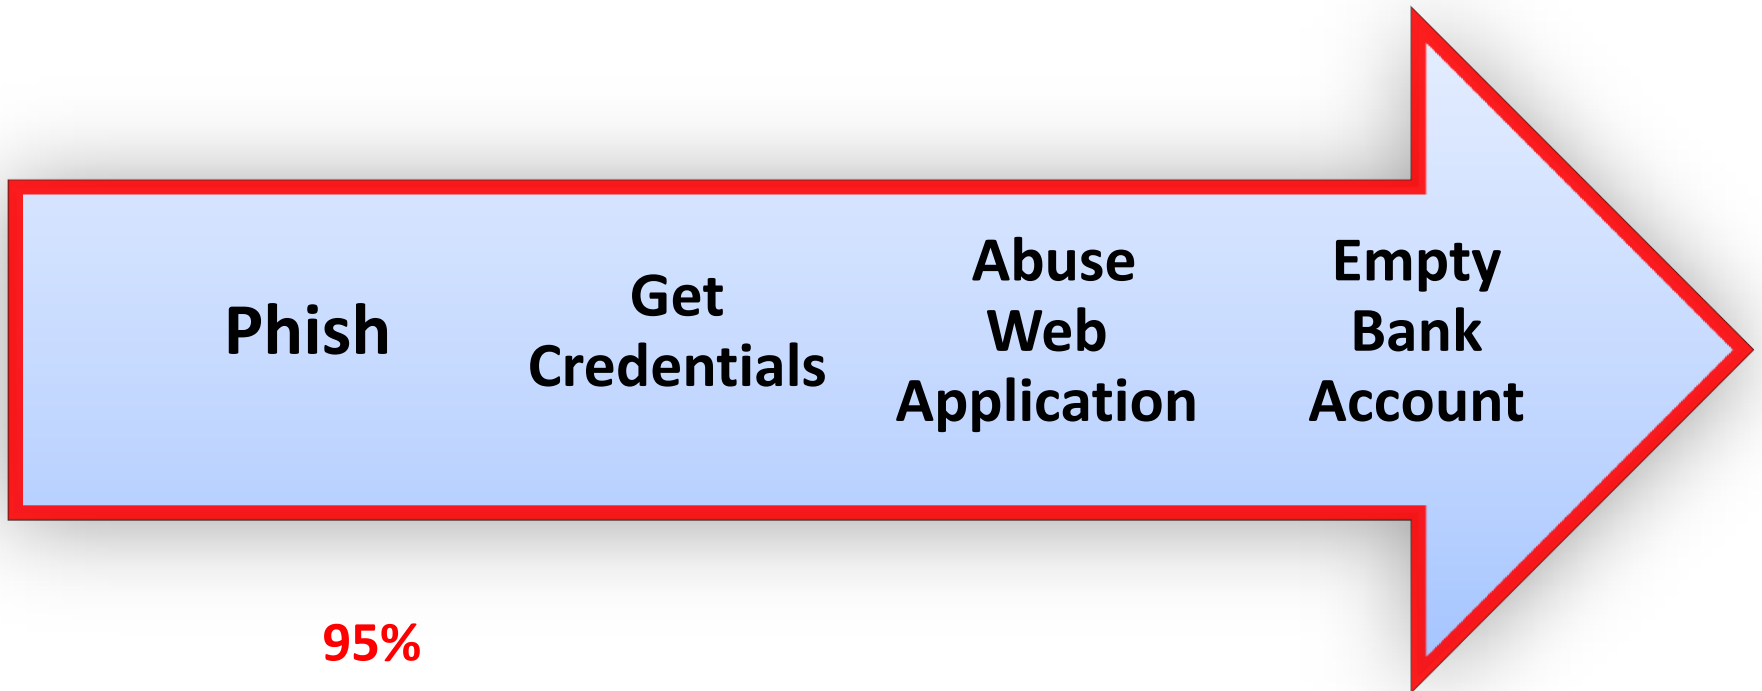 Phish
Get
Credentials
Abuse
Web
Application
Empty
Bank
Account
95%